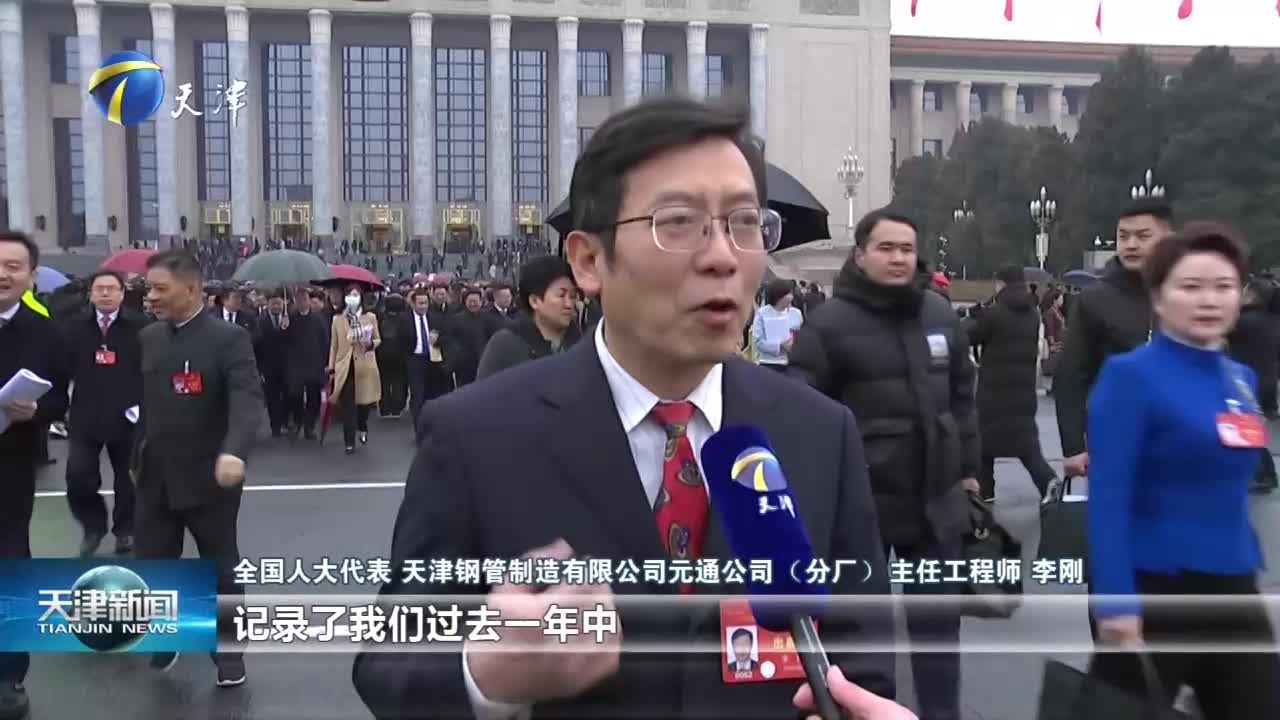 天津
天津
全国人大代表 天津钢管制造有限公司元通公司（分厂）主任工程师 李刚
天津新闻
TIANJIN NEWS
记录了我们过去一年中